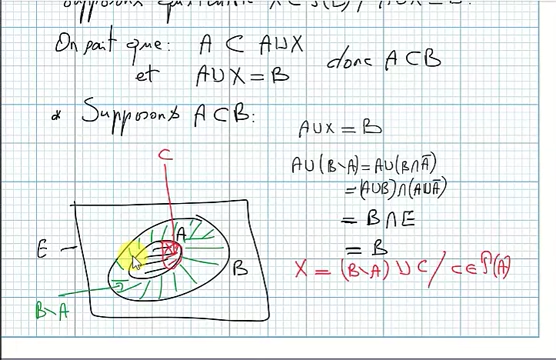 On sait que: A ⊂ A∪X
et A∪X = B donc A⊂B
* Supposons A⊂B:
A∪X = B
A∪(B\A) = A∪(B∩Ā)
= (A∪B)∩(A∪Ā)
= B∩E
= B
X = (B\A) ∪ C / C∈P(A)
C
A
X
E
B
B\A